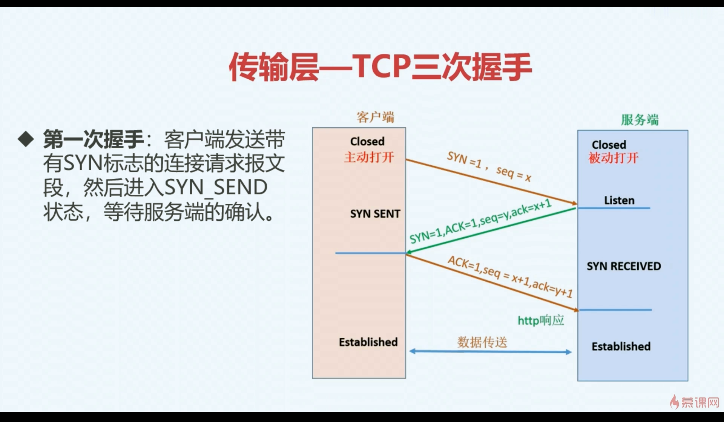 传输层—TCP三次握手
◆ 第一次握手：客户端发送带
有SYN标志的连接请求报文
段，然后进入SYN_SEND
状态，等待服务端的确认。
客户端
服务端
Closed
主动打开
Closed
被动打开
SYN =1 ，seq = x
Listen
SYN SENT
SYN=1,ACK=1,seq=y,ack=x+1
SYN RECEIVED
ACK=1,seq = x+1,ack=y+1
http响应
Established
数据传送
Established
慕课网